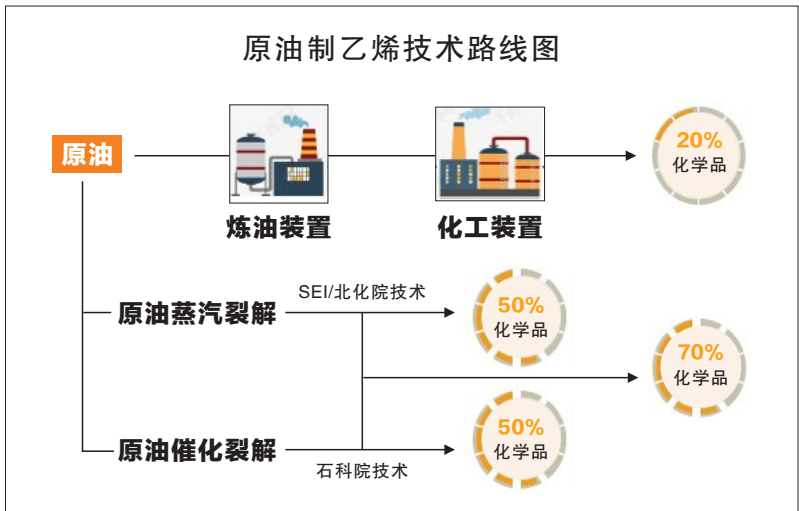 原油制乙烯技术路线图
原油
炼油装置
化工装置
20%
化学品
原油蒸汽裂解
SEI/北化院技术
50%
化学品
70%
化学品
原油催化裂解
石科院技术
50%
化学品